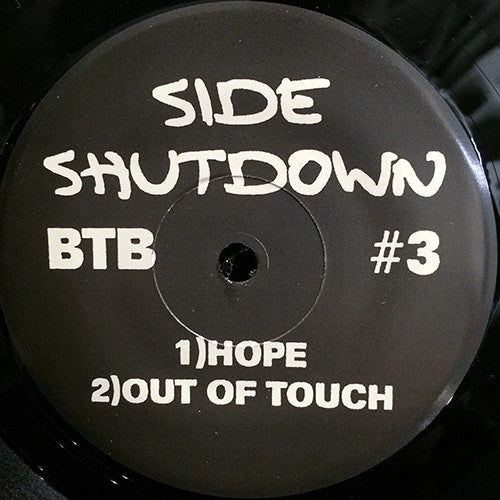 SIDE
SHUTDOWN
BTB #3
1)HOPE
2)OUT OF TOUCH